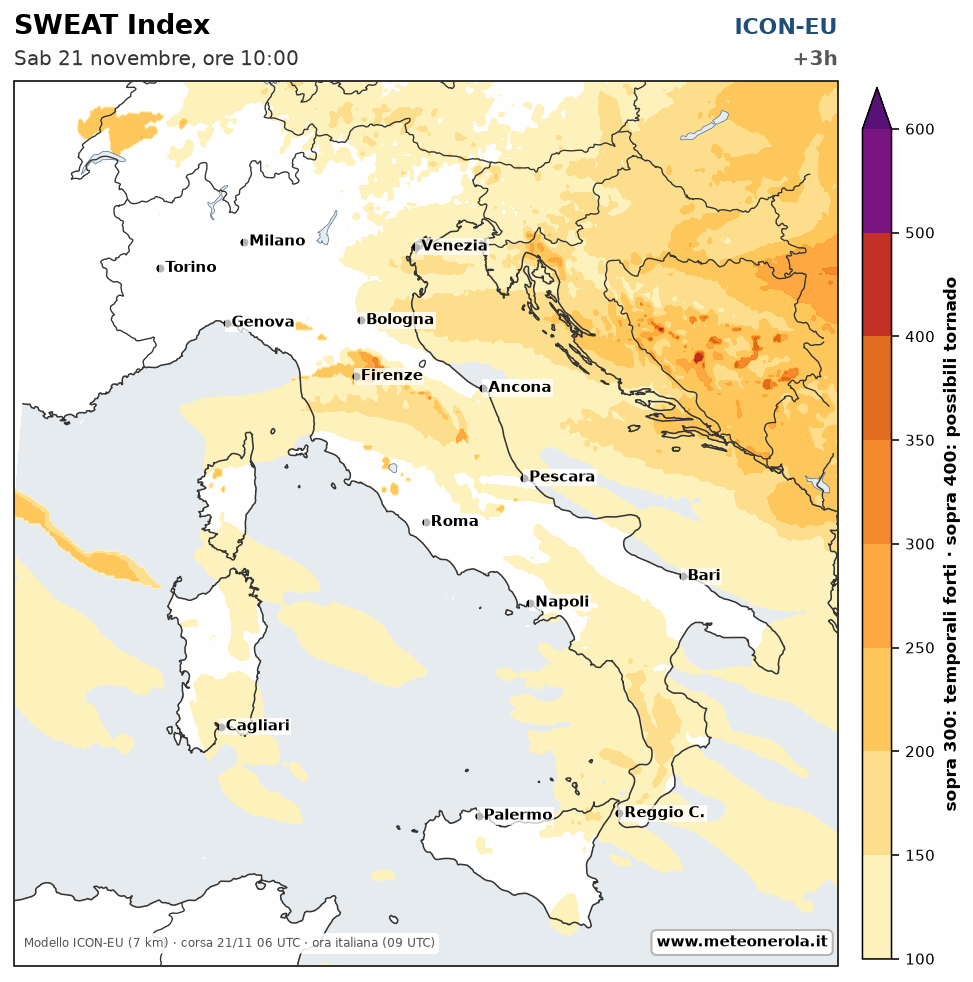 SWEAT Index
ICON-EU
Sab 21 novembre, ore 10:00
+3h
Milano
Venezia
Torino
Genova
Bologna
Firenze
Ancona
Pescara
Roma
Bari
Napoli
Cagliari
Palermo
Reggio C.
600
500
400
350
300
250
200
150
100
sopra 300: temporali forti · sopra 400: possibili tornado
Modello ICON-EU (7 km) · corsa 21/11 06 UTC · ora italiana (09 UTC)
www.meteonerola.it